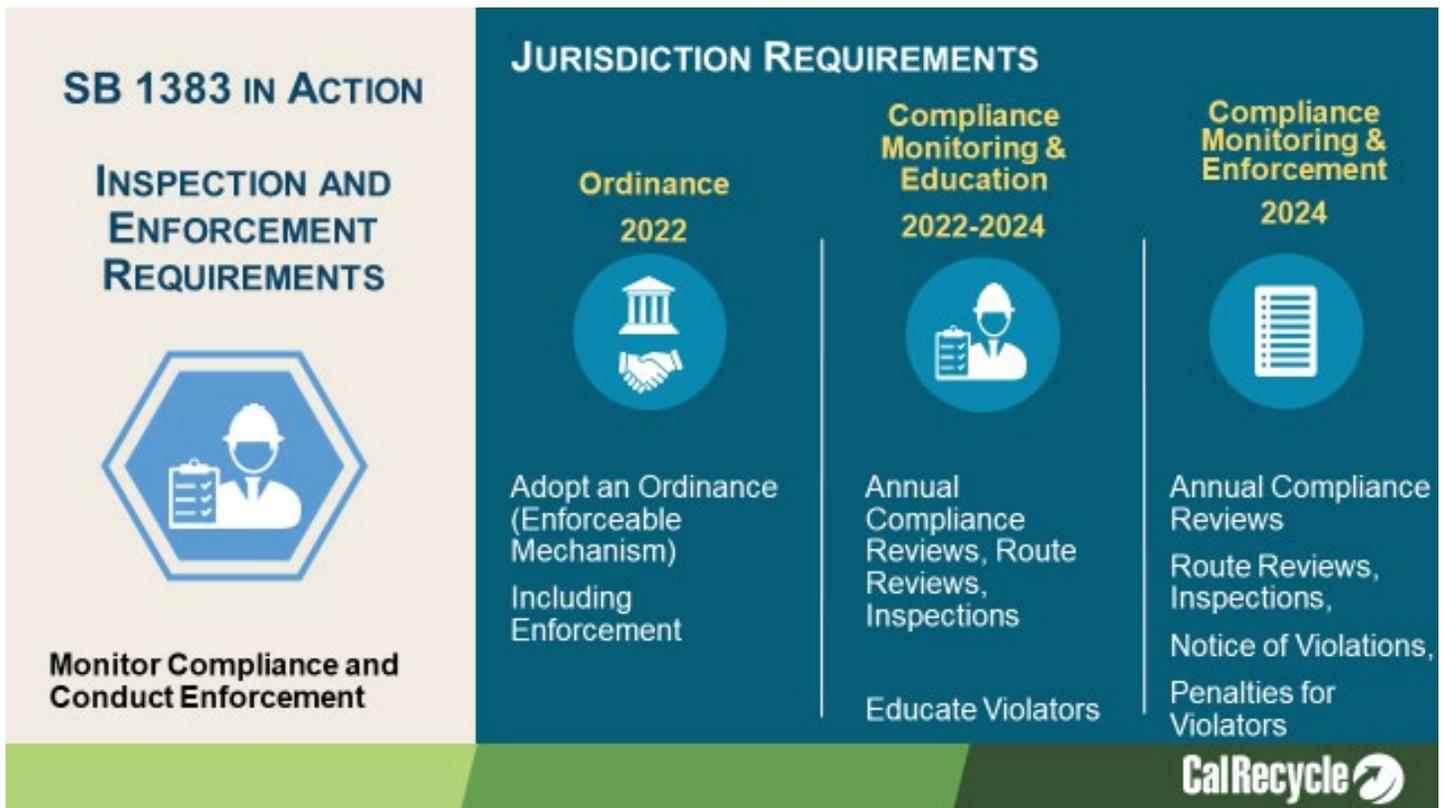 SB 1383 IN ACTION
INSPECTION AND
ENFORCEMENT
REQUIREMENTS
Monitor Compliance and
Conduct Enforcement
JURISDICTION REQUIREMENTS
Ordinance
2022
Adopt an Ordinance
(Enforceable
Mechanism)
Including
Enforcement
Compliance
Monitoring &
Education
2022-2024
Annual
Compliance
Reviews, Route
Reviews,
Inspections
Educate Violators
Compliance
Monitoring &
Enforcement
2024
Annual Compliance
Reviews
Route Reviews,
Inspections,
Notice of Violations,
Penalties for
Violators
CalRecycle